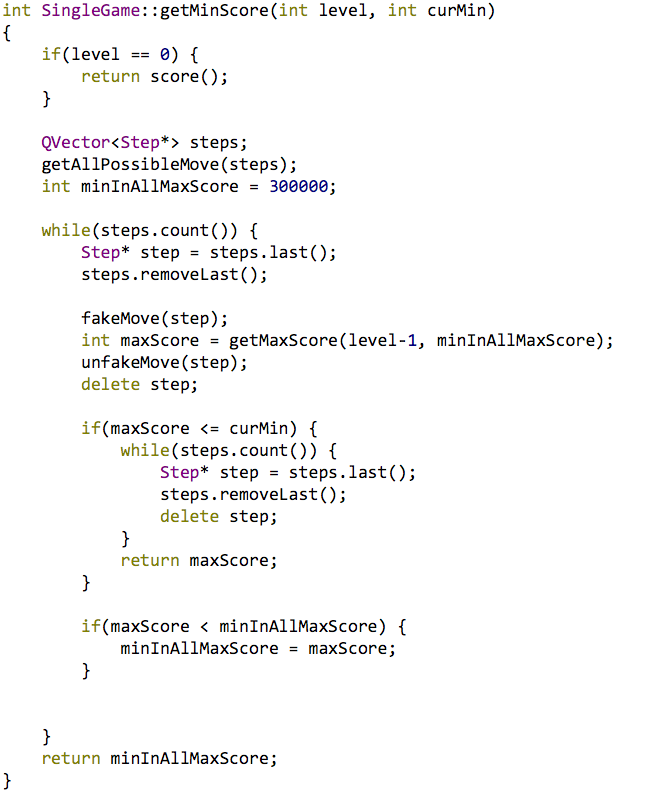 int SingleGame::getMinScore(int level, int curMin)
{
    if(level == 0) {
        return score();
    }

    QVector<Step*> steps;
    getAllPossibleMove(steps);
    int minInAllMaxScore = 300000;

    while(steps.count()) {
        Step* step = steps.last();
        steps.removeLast();

        fakeMove(step);
        int maxScore = getMaxScore(level-1, minInAllMaxScore);
        unfakeMove(step);
        delete step;

        if(maxScore <= curMin) {
            while(steps.count()) {
                Step* step = steps.last();
                steps.removeLast();
                delete step;
            }
            return maxScore;
        }

        if(maxScore < minInAllMaxScore) {
            minInAllMaxScore = maxScore;
        }


    }
    return minInAllMaxScore;
}